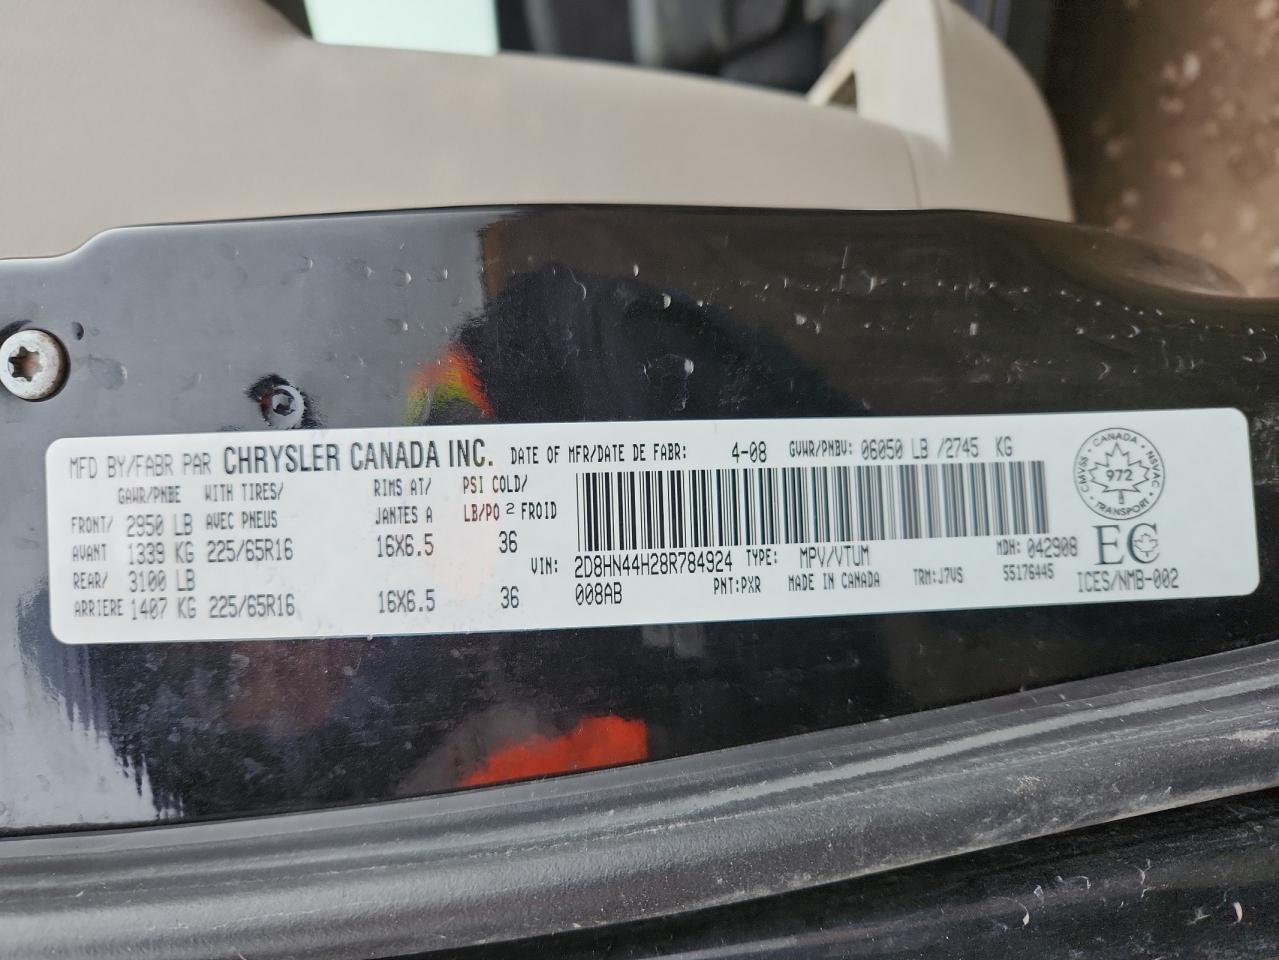 MFD BY/FABR PAR CHRYSLER CANADA INC. DATE OF MFR/DATE DE FABR: 4-08 GVWR/PNBV: 06050 LB /2745 KG
GAWR/PNBE WITH TIRES/ RIMS AT/ PSI COLD/
FRONT/ 2950 LB AVEC PNEUS JANTES A LB/PO² FROID
AVANT 1339 KG 225/65R16 16X6.5 36
VIN: 2D8HN44H28R784924 TYPE: MPV/VTUM MDH: 042908
REAR/ 3100 LB
ARRIERE 1407 KG 225/65R16 16X6.5 36
008AB PNT:PXR MADE IN CANADA TRM:J7VS 55176445
CANADA
CMVSS NSVAC
972
TRANSPORT
EC
ICES/NMB-002